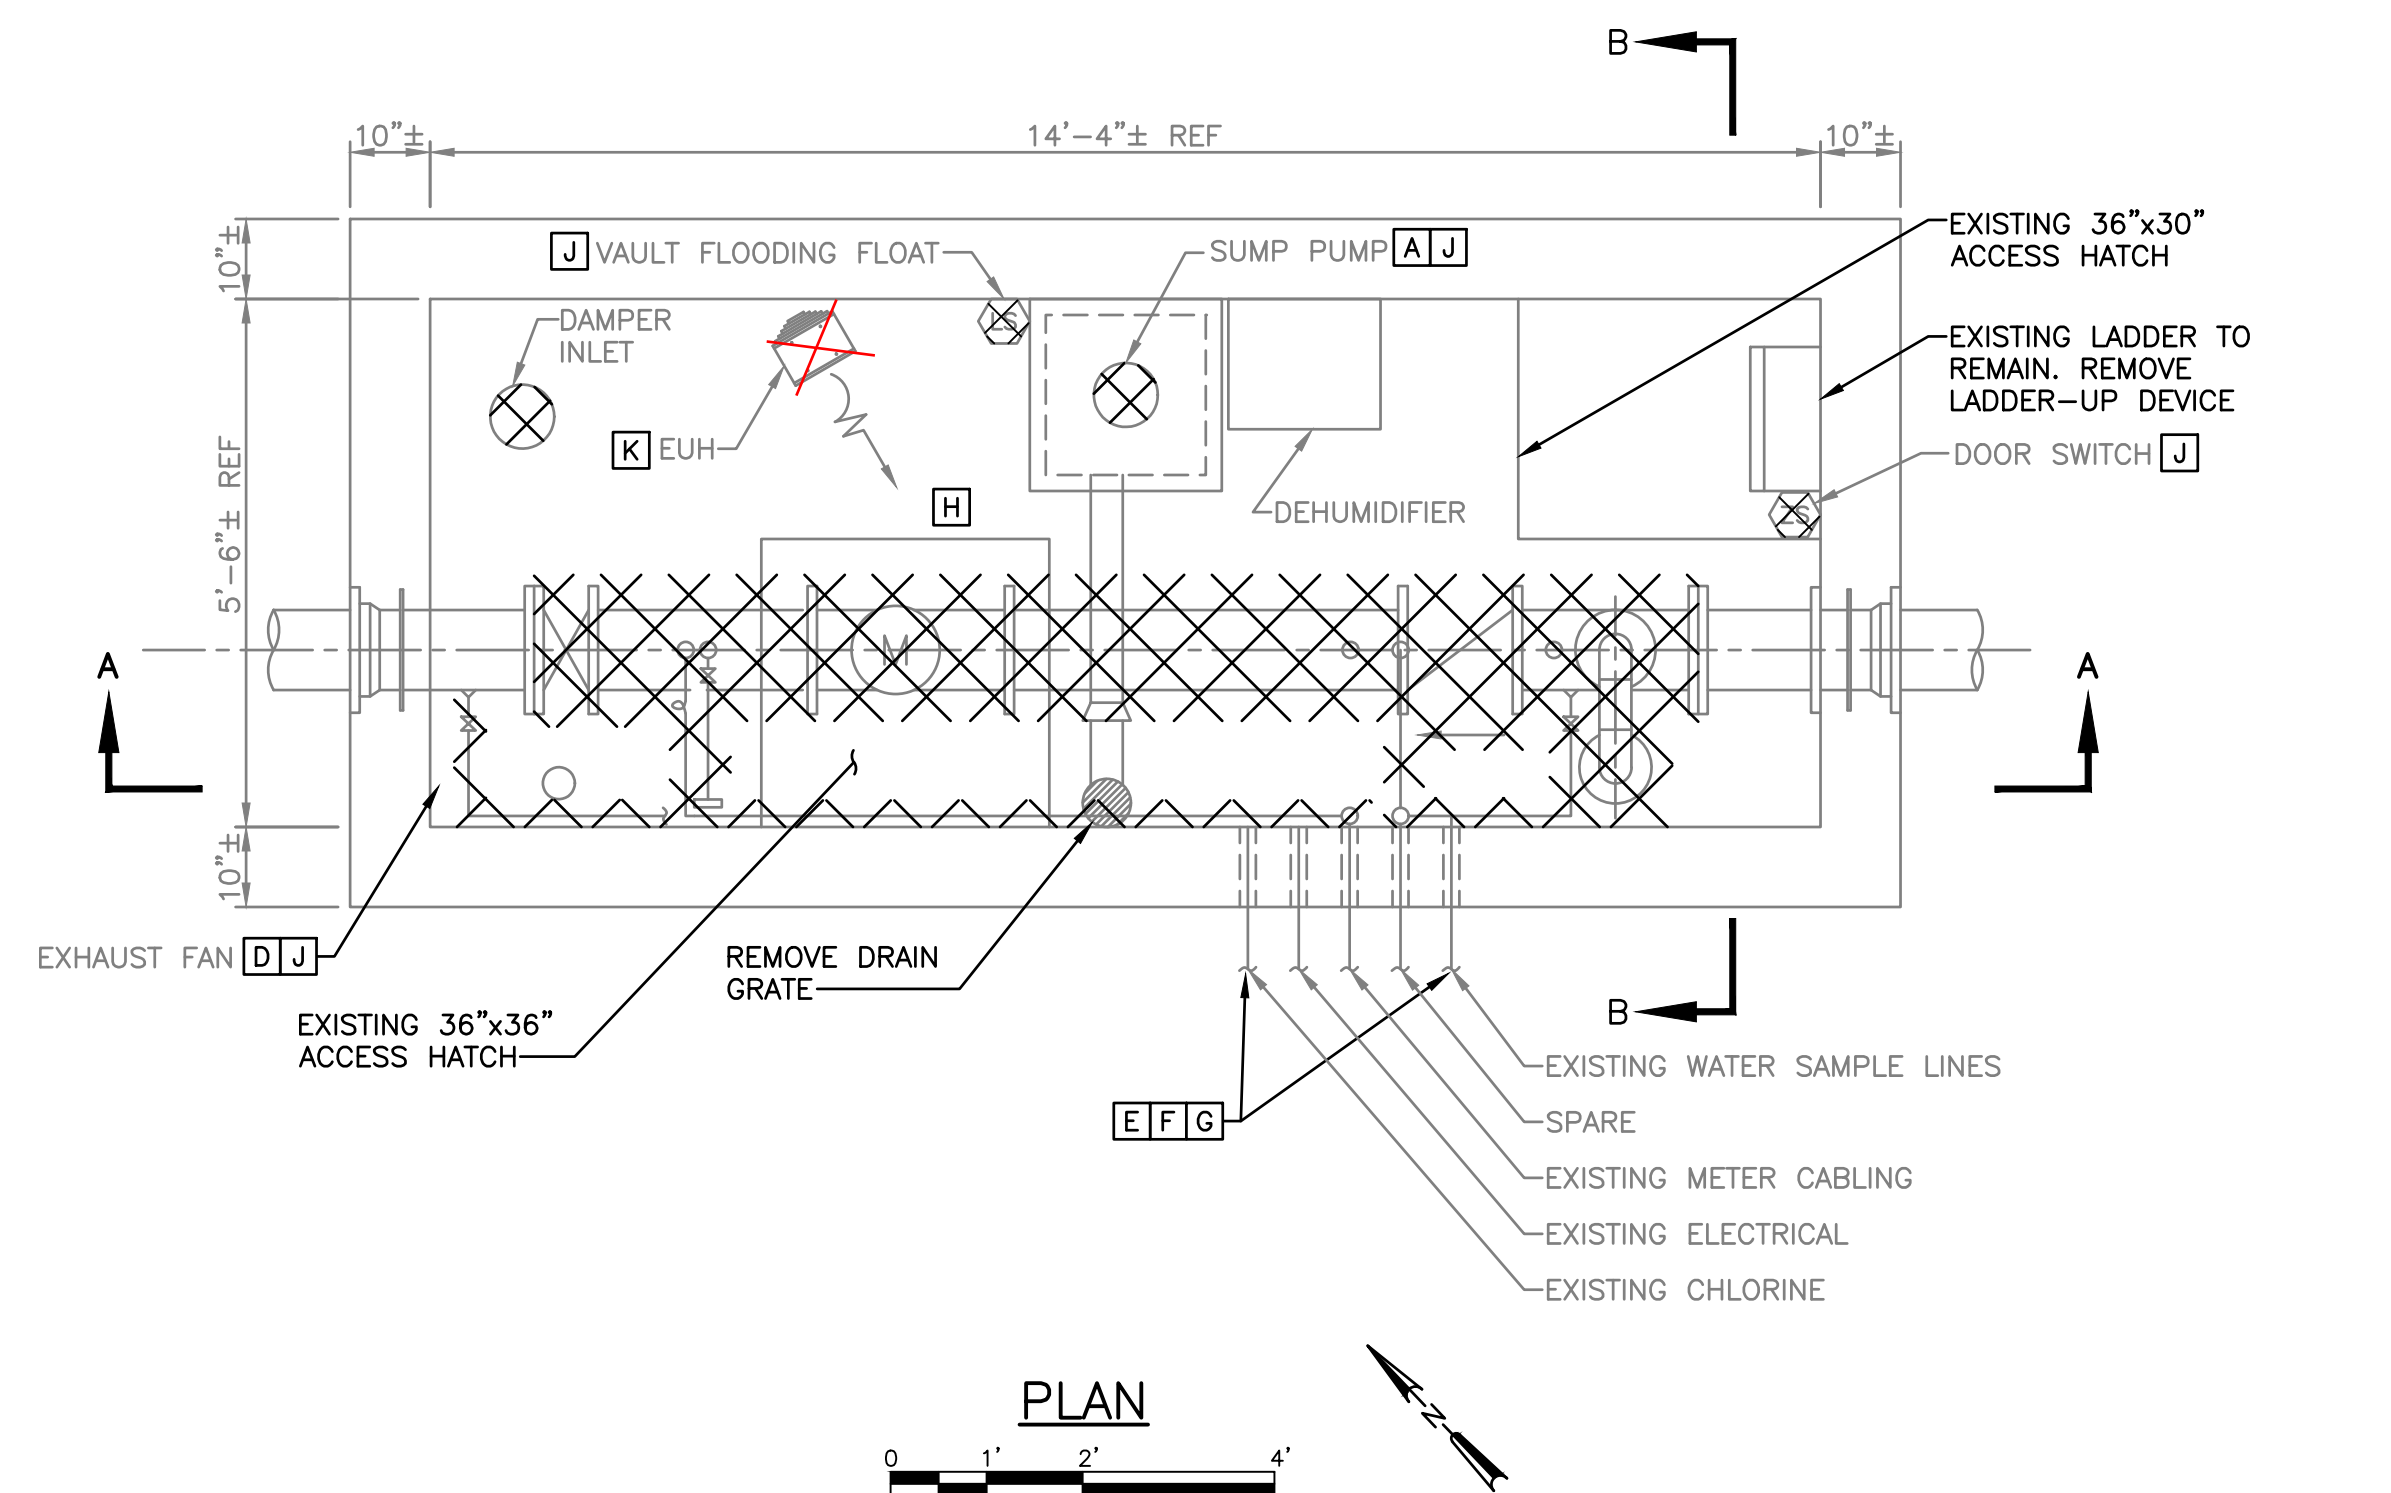 B
10"±
14'-4"± REF
10"±
10"±
J VAULT FLOODING FLOAT
SUMP PUMP A J
EXISTING 36"x30"
ACCESS HATCH
DAMPER
INLET
LS
EXISTING LADDER TO
REMAIN. REMOVE
LADDER-UP DEVICE
K EUH
DOOR SWITCH J
5'-6"± REF
H
DEHUMIDIFIER
ZS
M
A
A
10"±
EXHAUST FAN D J
REMOVE DRAIN
GRATE
B
EXISTING 36"x36"
ACCESS HATCH
EXISTING WATER SAMPLE LINES
E F G
SPARE
EXISTING METER CABLING
EXISTING ELECTRICAL
EXISTING CHLORINE
PLAN
N
0 1' 2' 4'